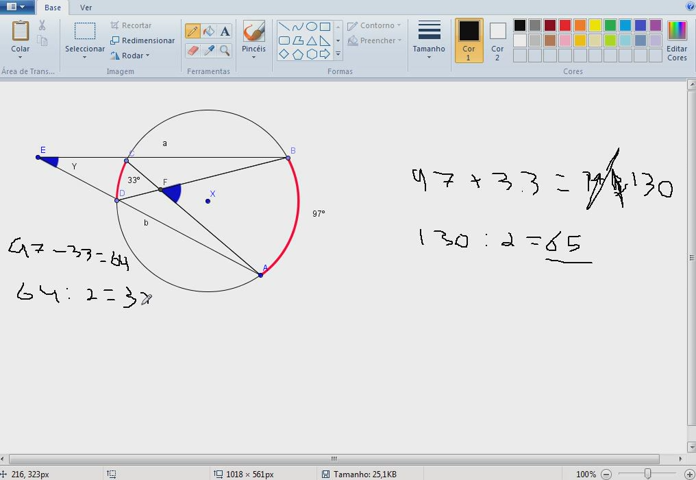 Base
Ver
Colar
Área de Trans...
Selecionar
Recortar
Redimensionar
Rodar
Imagem
Ferramentas
Pincéis
Contorno
Preencher
Formas
Tamanho
Cor 1
Cor 2
Editar Cores
Cores
E
Y
C
a
B
33°
F
D
X
b
97°
A
97 + 33 = 130
130 : 2 = 65
97 - 33 = 64
64 : 2 = 3
216, 323px
1018 × 561px
Tamanho: 25,1KB
100%